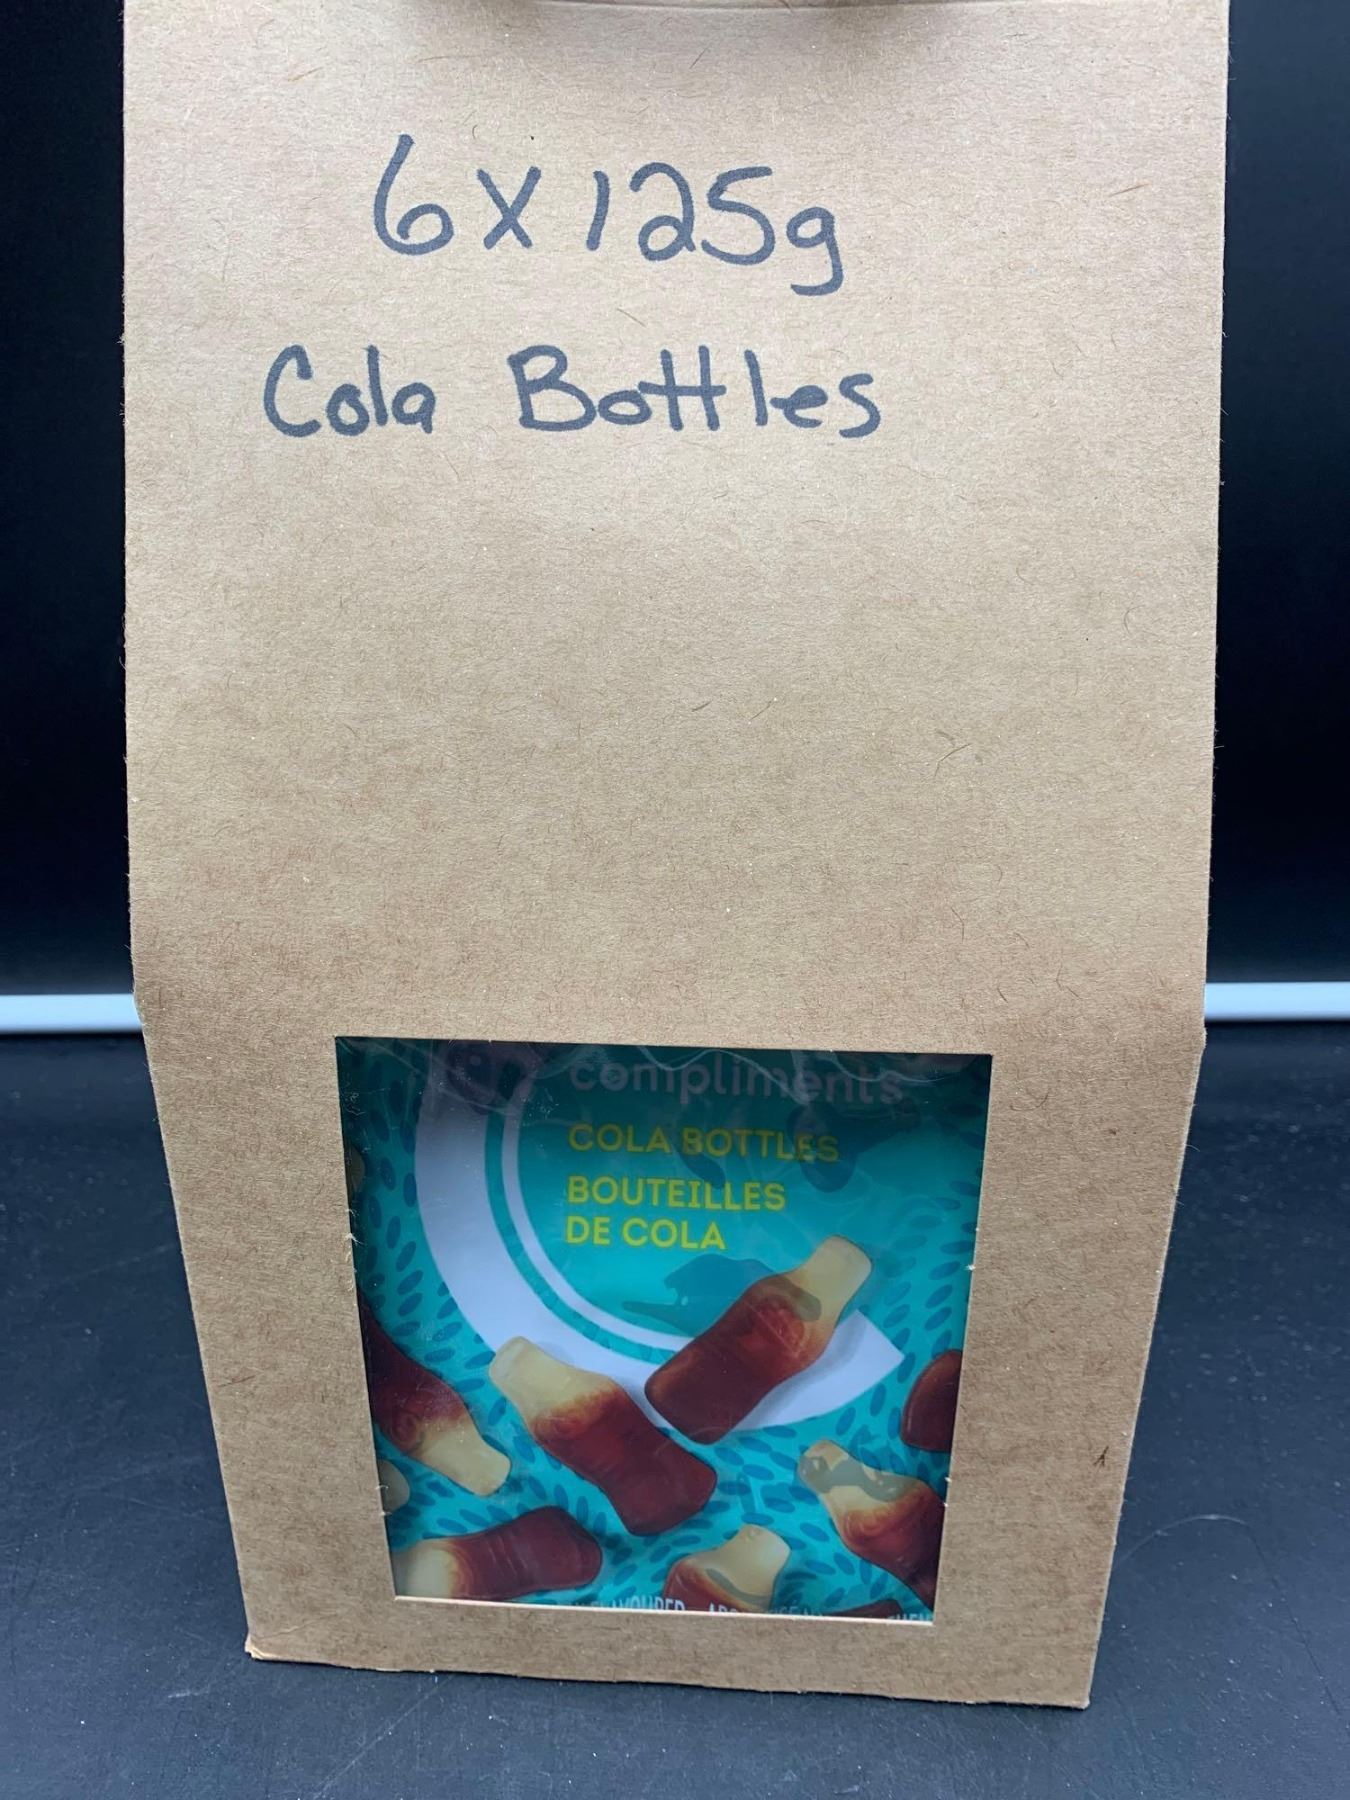 6 x 125g
Cola Bottles
compliments
COLA BOTTLES
BOUTEILLES
DE COLA